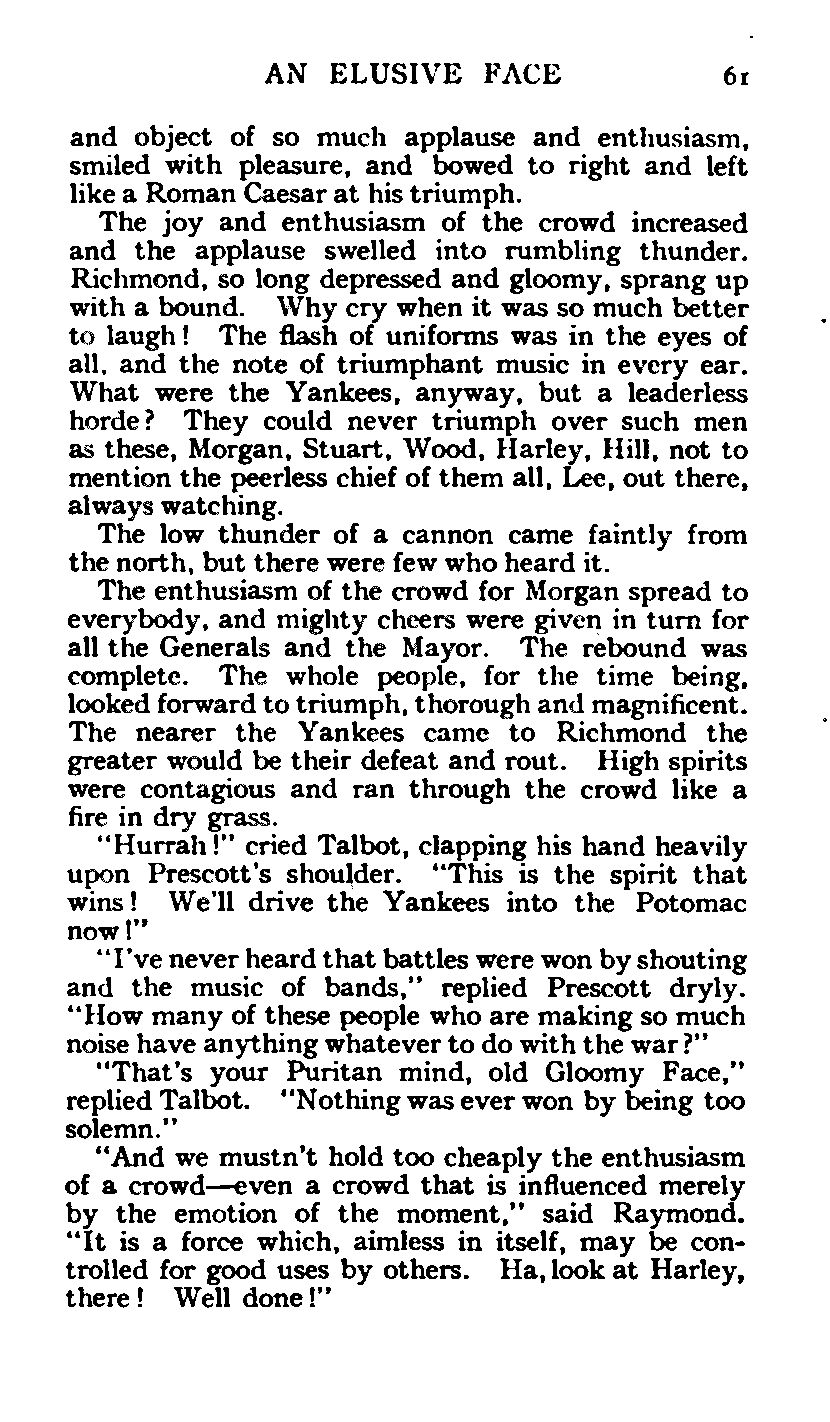 AN ELUSIVE FACE 61
and object of so much applause and enthusiasm,
smiled with pleasure, and bowed to right and left
like a Roman Caesar at his triumph.
The joy and enthusiasm of the crowd increased
and the applause swelled into rumbling thunder.
Richmond, so long depressed and gloomy, sprang up
with a bound. Why cry when it was so much better
to laugh! The flash of uniforms was in the eyes of
all, and the note of triumphant music in every ear.
What were the Yankees, anyway, but a leaderless
horde? They could never triumph over such men
as these, Morgan, Stuart, Wood, Harley, Hill, not to
mention the peerless chief of them all, Lee, out there,
always watching.
The low thunder of a cannon came faintly from
the north, but there were few who heard it.
The enthusiasm of the crowd for Morgan spread to
everybody, and mighty cheers were given in turn for
all the Generals and the Mayor. The rebound was
complete. The whole people, for the time being,
looked forward to triumph, thorough and magnificent.
The nearer the Yankees came to Richmond the
greater would be their defeat and rout. High spirits
were contagious and ran through the crowd like a
fire in dry grass.
"Hurrah!" cried Talbot, clapping his hand heavily
upon Prescott's shoulder. "This is the spirit that
wins! We'll drive the Yankees into the Potomac
now!"
"I've never heard that battles were won by shouting
and the music of bands," replied Prescott dryly.
"How many of these people who are making so much
noise have anything whatever to do with the war?"
"That's your Puritan mind, old Gloomy Face,"
replied Talbot. "Nothing was ever won by being too
solemn."
"And we mustn't hold too cheaply the enthusiasm
of a crowd—even a crowd that is influenced merely
by the emotion of the moment," said Raymond.
"It is a force which, aimless in itself, may be con-
trolled for good uses by others. Ha, look at Harley,
there! Well done!"